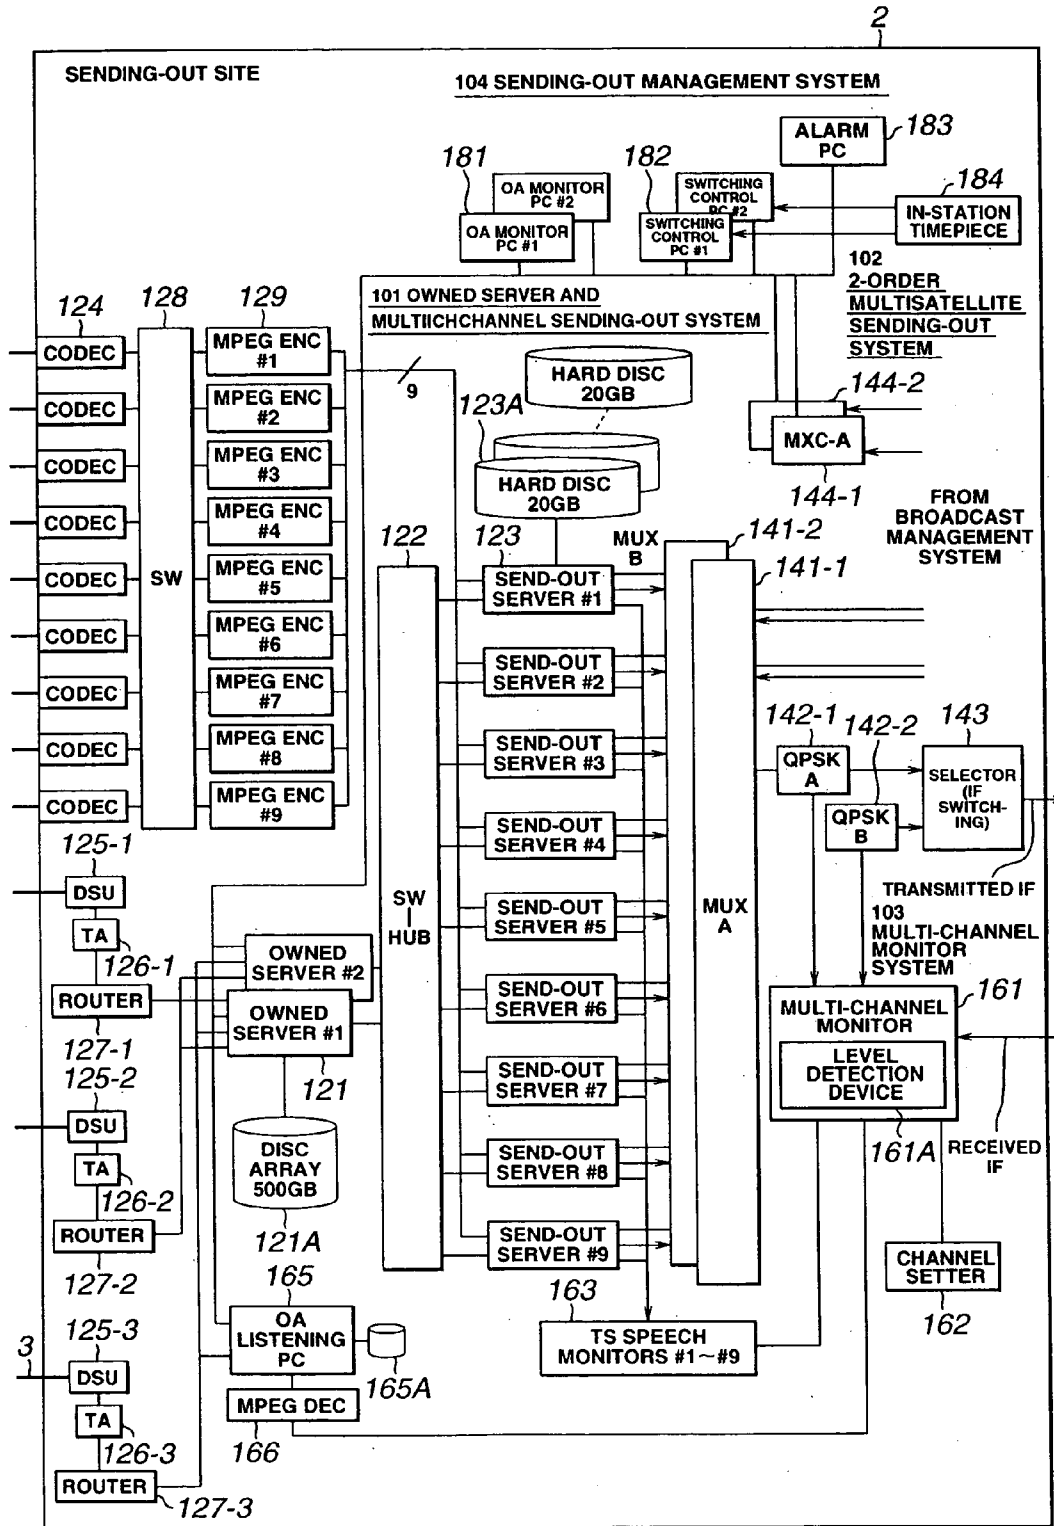 2
SENDING-OUT SITE
104 SENDING-OUT MANAGEMENT SYSTEM
ALARM
PC
183
181
OA MONITOR
PC #2
OA MONITOR
PC #1
182
SWITCHING
CONTROL
PC #2
SWITCHING
CONTROL
PC #1
184
IN-STATION
TIMEPIECE
102
2-ORDER
MULTISATELLITE
SENDING-OUT
SYSTEM
101 OWNED SERVER AND
MULTIICHCHANNEL SENDING-OUT SYSTEM
124
128
129
CODEC
CODEC
CODEC
CODEC
CODEC
CODEC
CODEC
CODEC
CODEC
SW
MPEG ENC
#1
MPEG ENC
#2
MPEG ENC
#3
MPEG ENC
#4
MPEG ENC
#5
MPEG ENC
#6
MPEG ENC
#7
MPEG ENC
#8
MPEG ENC
#9
9
HARD DISC
20GB
123A
HARD DISC
20GB
144-2
MXC-A
144-1
FROM
BROADCAST
MANAGEMENT
SYSTEM
122
SW
HUB
123
MUX
B
141-2
141-1
SEND-OUT
SERVER #1
SEND-OUT
SERVER #2
SEND-OUT
SERVER #3
SEND-OUT
SERVER #4
SEND-OUT
SERVER #5
SEND-OUT
SERVER #6
SEND-OUT
SERVER #7
SEND-OUT
SERVER #8
SEND-OUT
SERVER #9
MUX
A
142-1
142-2
143
QPSK
A
QPSK
B
SELECTOR
(IF
SWITCH-
ING)
TRANSMITTED IF
103
MULTI-CHANNEL
MONITOR
SYSTEM
161
MULTI-CHANNEL
MONITOR
LEVEL
DETECTION
DEVICE
161A
RECEIVED
IF
CHANNEL
SETTER
162
125-1
DSU
TA
126-1
ROUTER
127-1
125-2
DSU
TA
126-2
ROUTER
127-2
OWNED
SERVER #2
OWNED
SERVER #1
121
DISC
ARRAY
500GB
121A
165
OA
LISTENING
PC
165A
MPEG DEC
166
163
TS SPEECH
MONITORS #1~#9
3
125-3
DSU
TA
126-3
ROUTER
127-3